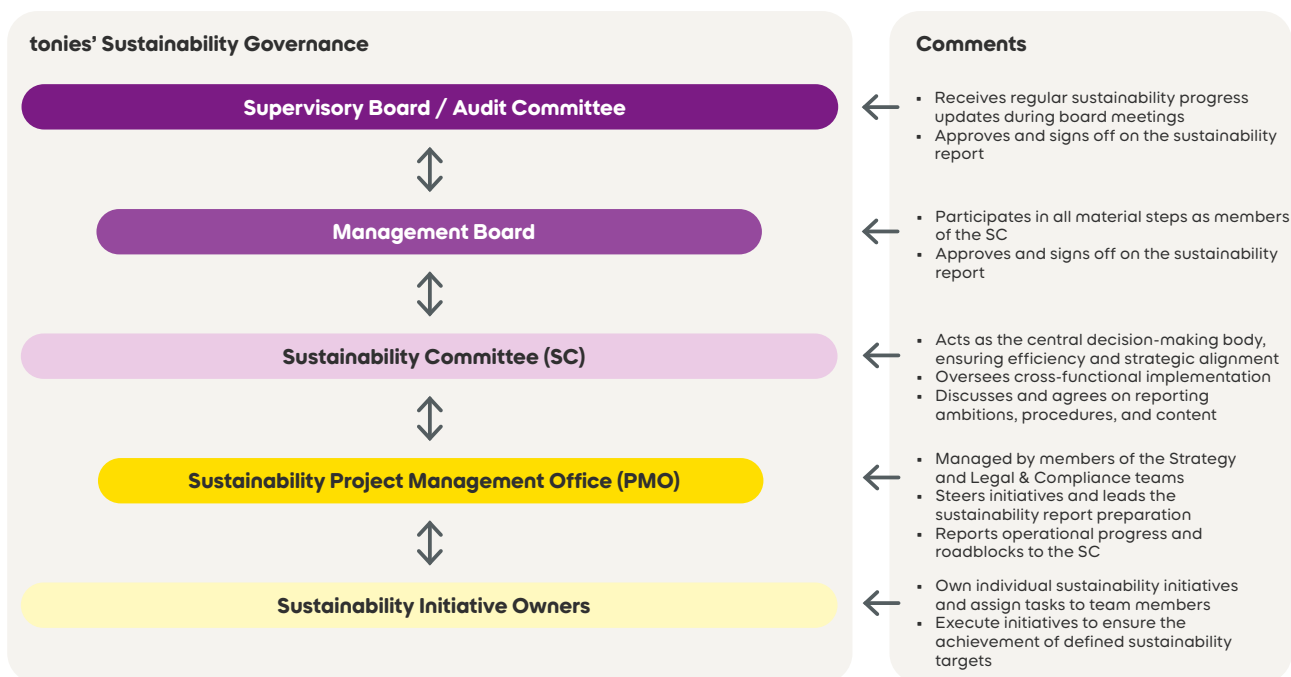 tonies’ Sustainability Governance
Supervisory Board / Audit Committee
Management Board
Sustainability Committee (SC)
Sustainability Project Management Office (PMO)
Sustainability Initiative Owners
Comments
▪ Receives regular sustainability progress
updates during board meetings
▪ Approves and signs off on the sustainability
report
▪ Participates in all material steps as members
of the SC
▪ Approves and signs off on the sustainability
report
▪ Acts as the central decision-making body,
ensuring efficiency and strategic alignment
▪ Oversees cross-functional implementation
▪ Discusses and agrees on reporting
ambitions, procedures, and content
▪ Managed by members of the Strategy
and Legal & Compliance teams
▪ Steers initiatives and leads the
sustainability report preparation
▪ Reports operational progress and
roadblocks to the SC
▪ Own individual sustainability initiatives
and assign tasks to team members
▪ Execute initiatives to ensure the
achievement of defined sustainability
targets